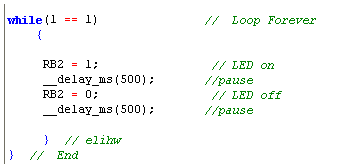 while(1 == 1) // Loop Forever
{
RB2 = 1; // LED on
__delay_ms(500); //pause
RB2 = 0; // LED off
__delay_ms(500); //pause
} // elihw
} // End